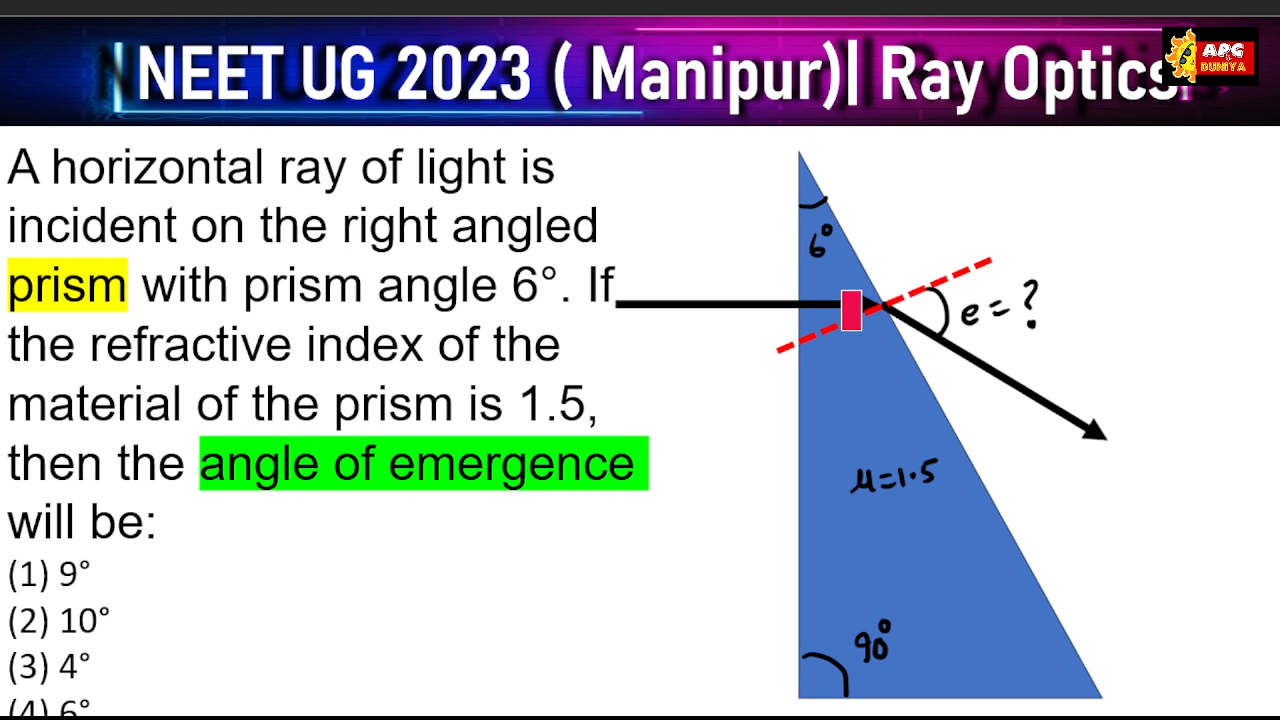 NEET UG 2023 ( Manipur)| Ray Optics
APC
DUNIYA
A horizontal ray of light is
incident on the right angled
prism with prism angle 6°. If
the refractive index of the
material of the prism is 1.5,
then the angle of emergence
will be:
(1) 9°
(2) 10°
(3) 4°
(4) 6°
6°
e = ?
μ=1.5
90°